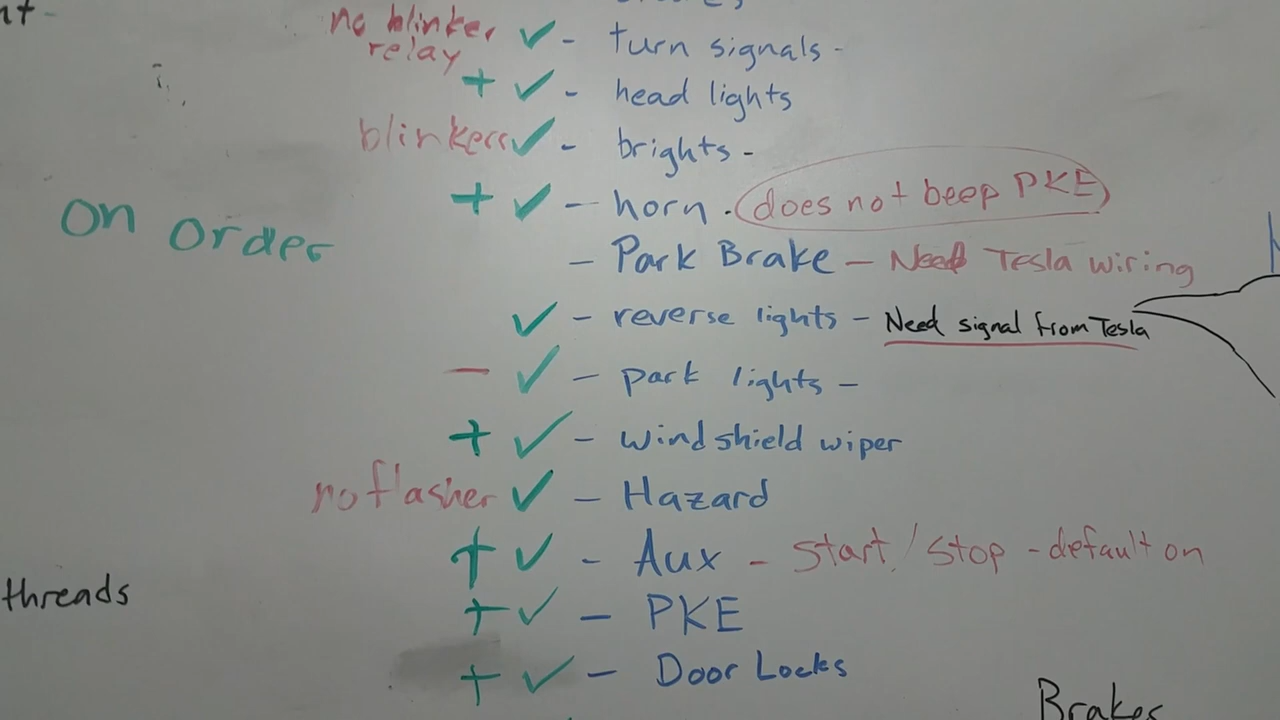 no blinker relay ✓ - turn signals -
+ ✓ - head lights
blinkers ✓ - brights -
+ ✓ - horn . (does not beep PKE)
On Order
- Park Brake - Need Tesla wiring
✓ - reverse lights - Need signal from Tesla
- ✓ - park lights -
+ ✓ - windshield wiper
no flasher ✓ - Hazard
+ ✓ - Aux - Start/Stop - default on
threads
+ ✓ - PKE
+ ✓ - Door Locks
Brakes